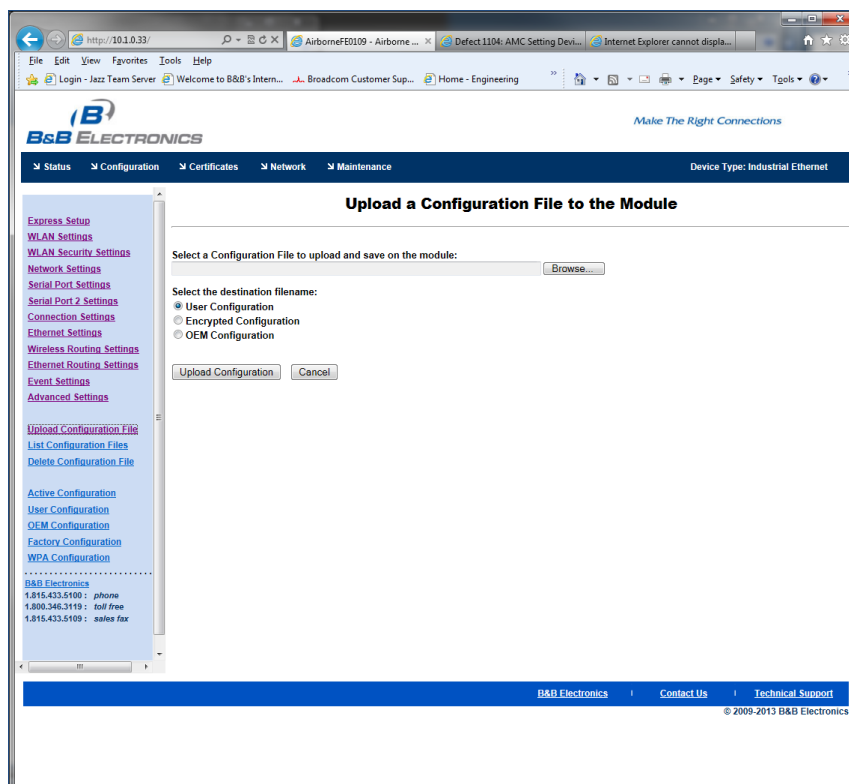 http://10.1.0.33/
AirborneFE0109 - Airborne ...
Defect 1104: AMC Setting Devi...
Internet Explorer cannot displa...
File Edit View Favorites Tools Help
Login - Jazz Team Server
Welcome to B&B's Intern...
Broadcom Customer Sup...
Home - Engineering
Page
Safety
Tools
B&B ELECTRONICS
Make The Right Connections
Status
Configuration
Certificates
Network
Maintenance
Device Type: Industrial Ethernet
Express Setup
WLAN Settings
WLAN Security Settings
Network Settings
Serial Port Settings
Serial Port 2 Settings
Connection Settings
Ethernet Settings
Wireless Routing Settings
Ethernet Routing Settings
Event Settings
Advanced Settings
Upload Configuration File
List Configuration Files
Delete Configuration File
Active Configuration
User Configuration
OEM Configuration
Factory Configuration
WPA Configuration
B&B Electronics
1.815.433.5100 : phone
1.800.346.3119 : toll free
1.815.433.5109 : sales fax
Upload a Configuration File to the Module
Select a Configuration File to upload and save on the module:
Browse...
Select the destination filename:
User Configuration
Encrypted Configuration
OEM Configuration
Upload Configuration
Cancel
B&B Electronics | Contact Us | Technical Support
© 2009-2013 B&B Electronics